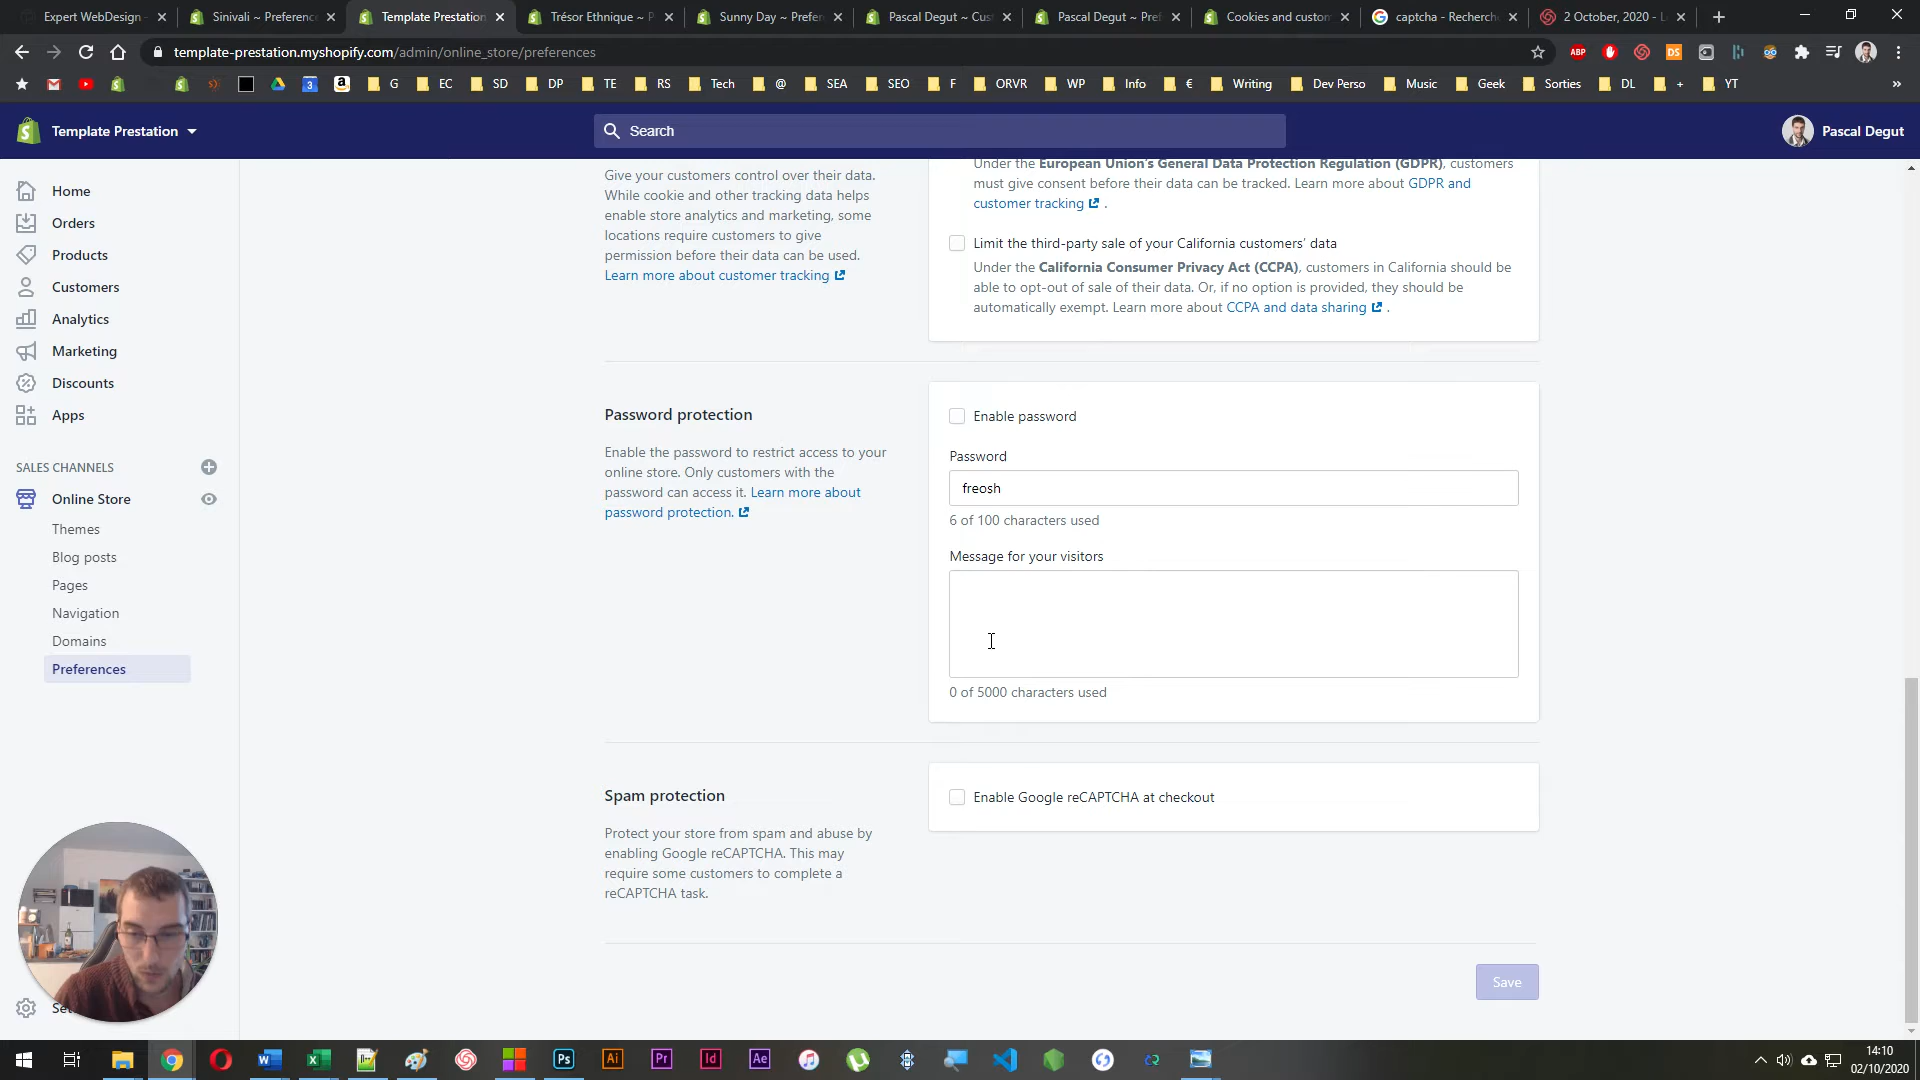 Expert WebDesign
Sinivali ~ Preferenc
Template Prestation
Trésor Ethnique ~ P
Sunny Day ~ Prefer
Pascal Degut ~ Cus
Pascal Degut ~ Pref
Cookies and custom
captcha - Recherch
2 October, 2020 - L
template-prestation.myshopify.com/admin/online_store/preferences
G
EC
SD
DP
TE
RS
Tech
@
SEA
SEO
F
ORVR
WP
Info
€
Writing
Dev Perso
Music
Geek
Sorties
DL
+
YT
»
Template Prestation
Search
Pascal Degut
Home
Orders
Products
Customers
Analytics
Marketing
Discounts
Apps
SALES CHANNELS
Online Store
Themes
Blog posts
Pages
Navigation
Domains
Preferences
Give your customers control over their data.
While cookie and other tracking data helps
enable store analytics and marketing, some
locations require customers to give
permission before their data can be used.
Learn more about customer tracking
Under the European Union's General Data Protection Regulation (GDPR), customers
must give consent before their data can be tracked. Learn more about GDPR and
customer tracking .
Limit the third-party sale of your California customers' data
Under the California Consumer Privacy Act (CCPA), customers in California should be
able to opt-out of sale of their data. Or, if no option is provided, they should be
automatically exempt. Learn more about CCPA and data sharing .
Password protection
Enable the password to restrict access to your
online store. Only customers with the
password can access it. Learn more about
password protection.
Enable password
Password
freosh
6 of 100 characters used
Message for your visitors
0 of 5000 characters used
Spam protection
Protect your store from spam and abuse by
enabling Google reCAPTCHA. This may
require some customers to complete a
reCAPTCHA task.
Enable Google reCAPTCHA at checkout
Save
14:10
02/10/2020